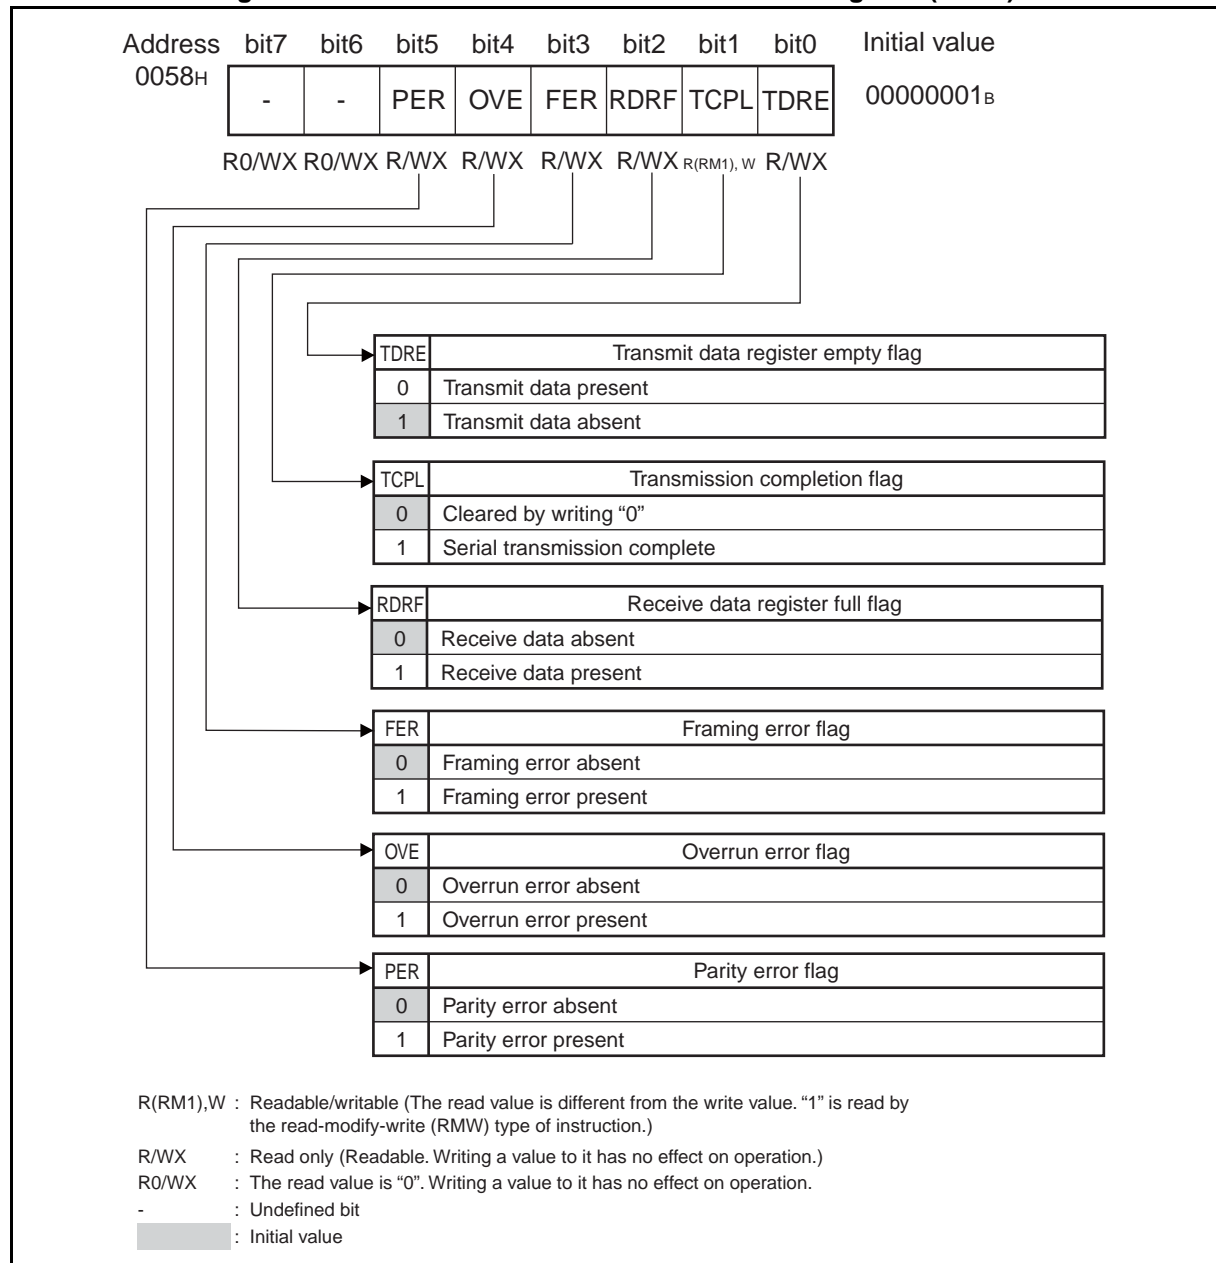 Address bit7 bit6 bit5 bit4 bit3 bit2 bit1 bit0 Initial value
0058H - - PER OVE FER RDRF TCPL TDRE 00000001B
R0/WX R0/WX R/WX R/WX R/WX R/WX R(RM1), W R/WX
TDRE Transmit data register empty flag
0 Transmit data present
1 Transmit data absent
TCPL Transmission completion flag
0 Cleared by writing “0”
1 Serial transmission complete
RDRF Receive data register full flag
0 Receive data absent
1 Receive data present
FER Framing error flag
0 Framing error absent
1 Framing error present
OVE Overrun error flag
0 Overrun error absent
1 Overrun error present
PER Parity error flag
0 Parity error absent
1 Parity error present
R(RM1),W : Readable/writable (The read value is different from the write value. “1” is read by
the read-modify-write (RMW) type of instruction.)
R/WX : Read only (Readable. Writing a value to it has no effect on operation.)
R0/WX : The read value is “0”. Writing a value to it has no effect on operation.
- : Undefined bit
: Initial value